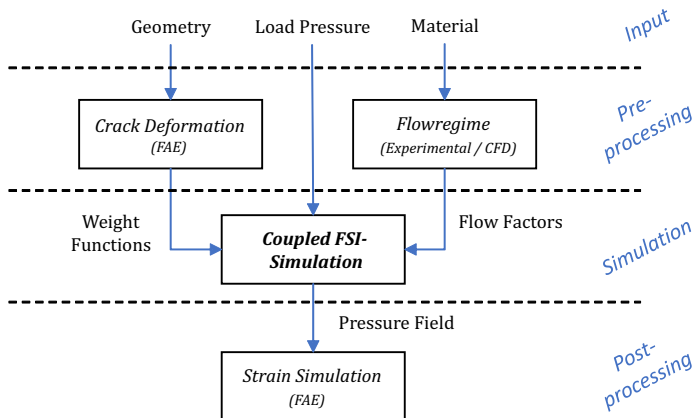 Geometry
Load Pressure
Material
Input
Crack Deformation
(FAE)
Flowregime
(Experimental / CFD)
Pre-
processing
Weight
Functions
Coupled FSI-
Simulation
Flow Factors
Simulation
Pressure Field
Strain Simulation
(FAE)
Post-
processing